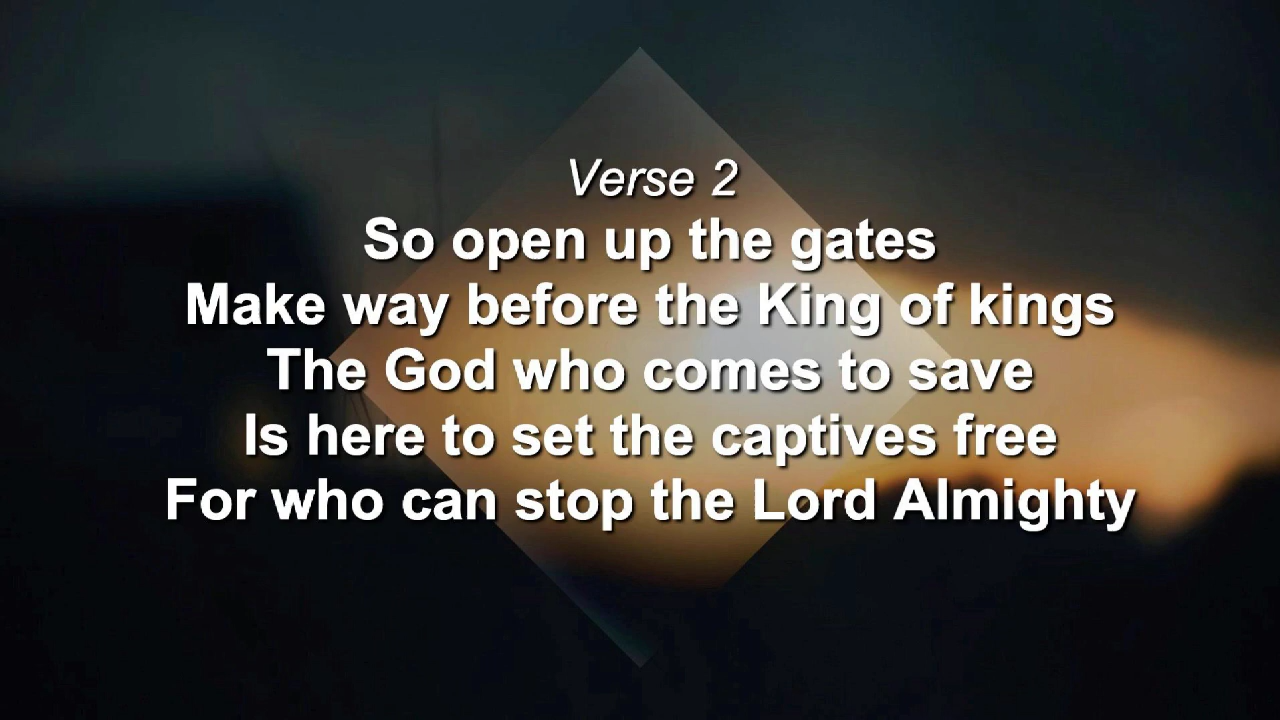 Verse 2
So open up the gates
Make way before the King of kings
The God who comes to save
Is here to set the captives free
For who can stop the Lord Almighty